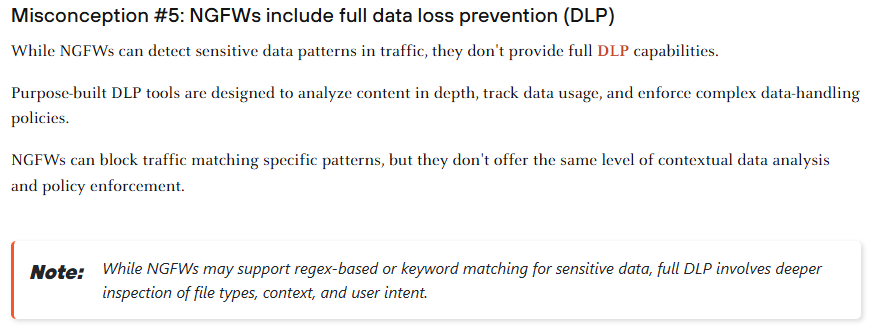 Misconception #5: NGFWs include full data loss prevention (DLP)
While NGFWs can detect sensitive data patterns in traffic, they don't provide full DLP capabilities.
Purpose-built DLP tools are designed to analyze content in depth, track data usage, and enforce complex data-handling
policies.
NGFWs can block traffic matching specific patterns, but they don't offer the same level of contextual data analysis
and policy enforcement.
Note: While NGFWs may support regex-based or keyword matching for sensitive data, full DLP involves deeper
inspection of file types, context, and user intent.